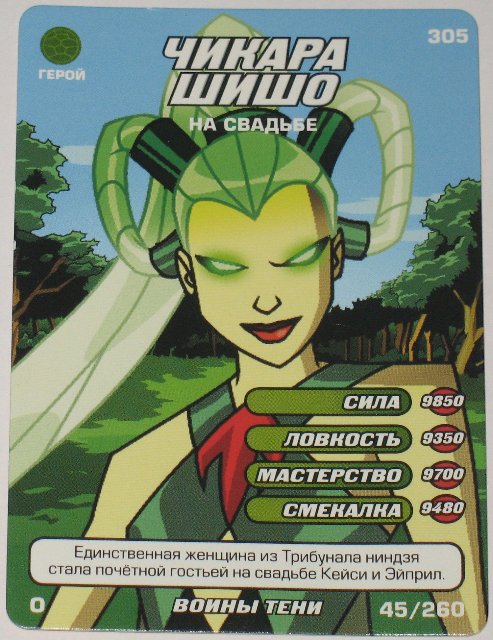 305
ГЕРОЙ
ЧИКАРА
ШИШО
НА СВАДЬБЕ
СИЛА 9850
ЛОВКОСТЬ 9350
МАСТЕРСТВО 9700
СМЕКАЛКА 9480
Единственная женщина из Трибунала ниндзя
стала почётной гостьей на свадьбе Кейси и Эйприл.
0 ВОИНЫ ТЕНИ 45/260